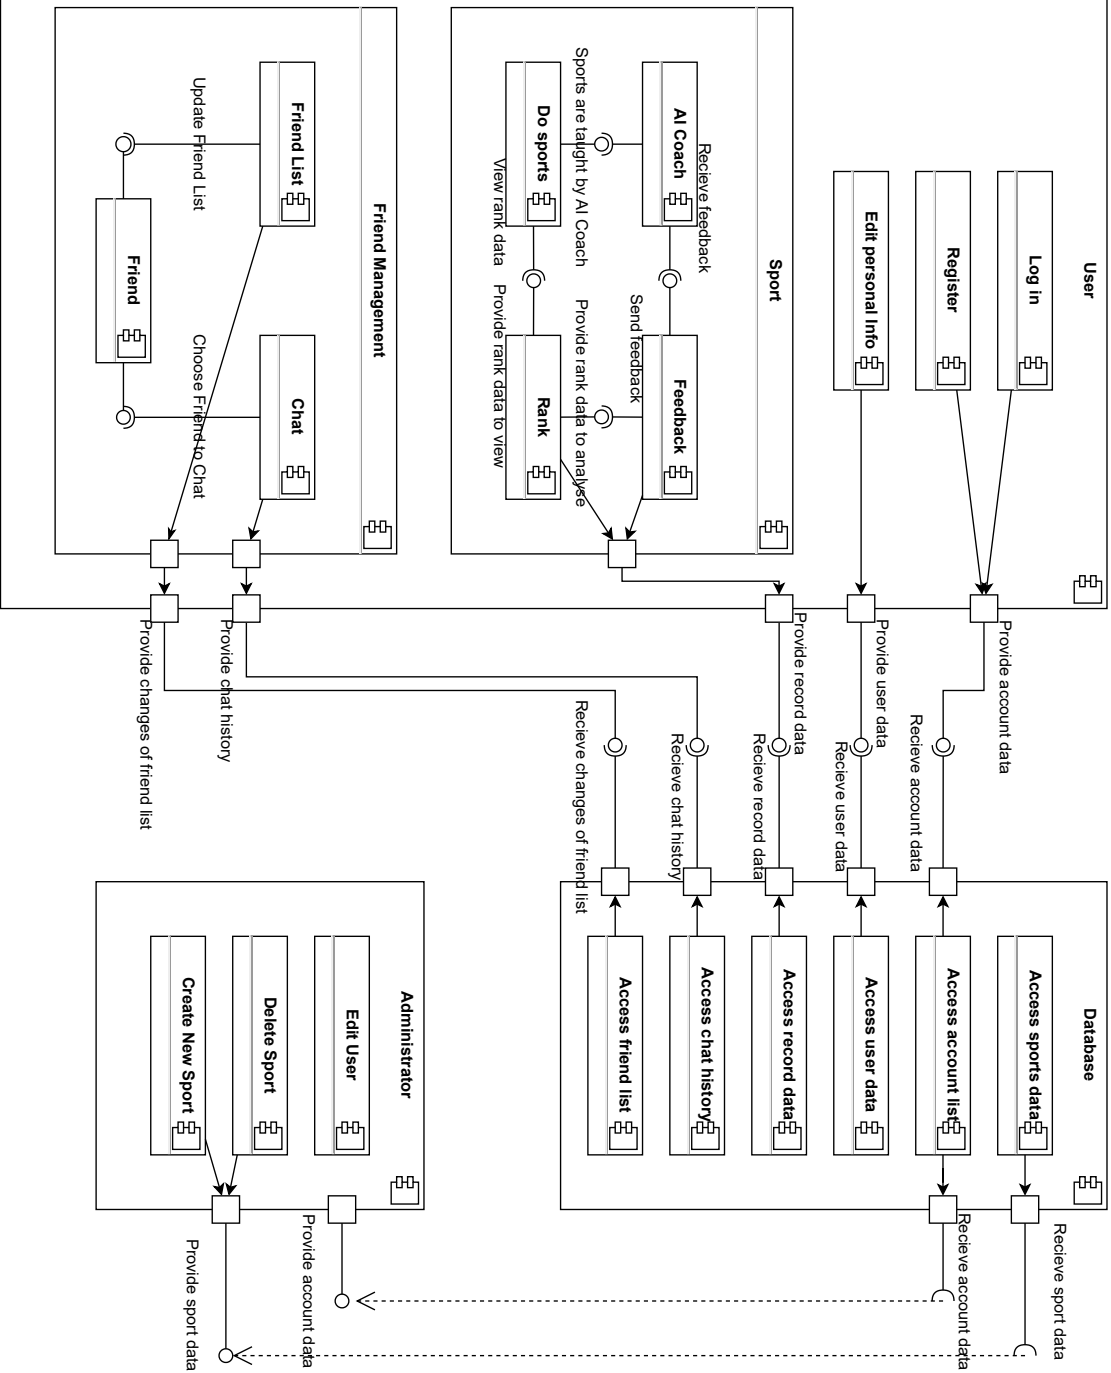 User
Log in
Register
Edit personal Info
Sport
AI Coach
Recieve feedback
Feedback
Send feedback
Sports are taught by AI Coach
Provide rank data to analyse
Do sports
Rank
View rank data
Provide rank data to view
Friend Management
Friend List
Chat
Update Friend List
Choose Friend to Chat
Friend
Provide account data
Provide user data
Provide record data
Provide chat history
Provide changes of friend list
Recieve account data
Recieve user data
Recieve record data
Recieve chat history
Recieve changes of friend list
Database
Access sports data
Access account list
Access user data
Access record data
Access chat history
Access friend list
Recieve sport data
Recieve account data
Administrator
Edit User
Delete Sport
Create New Sport
Provide account data
Provide sport data